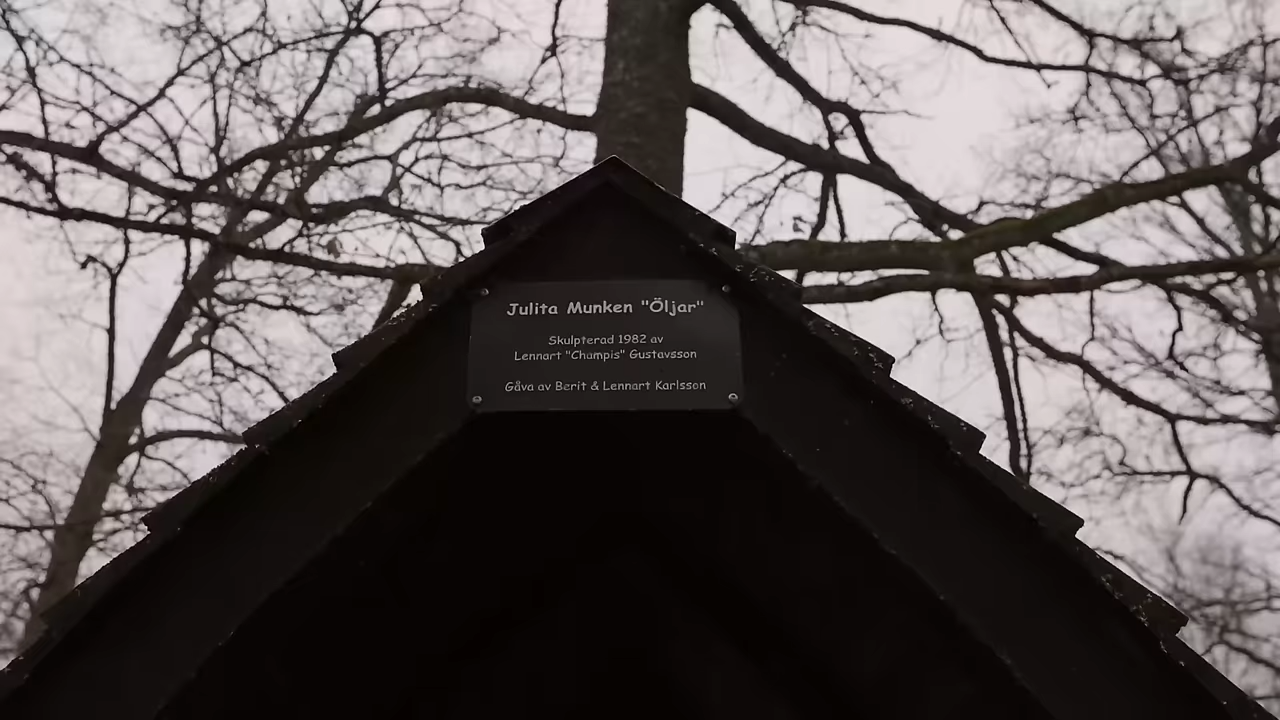 Julita Munken "Öljar"
Skulpterad 1982 av
Lennart "Champis" Gustavsson
Gåva av Berit & Lennart Karlsson